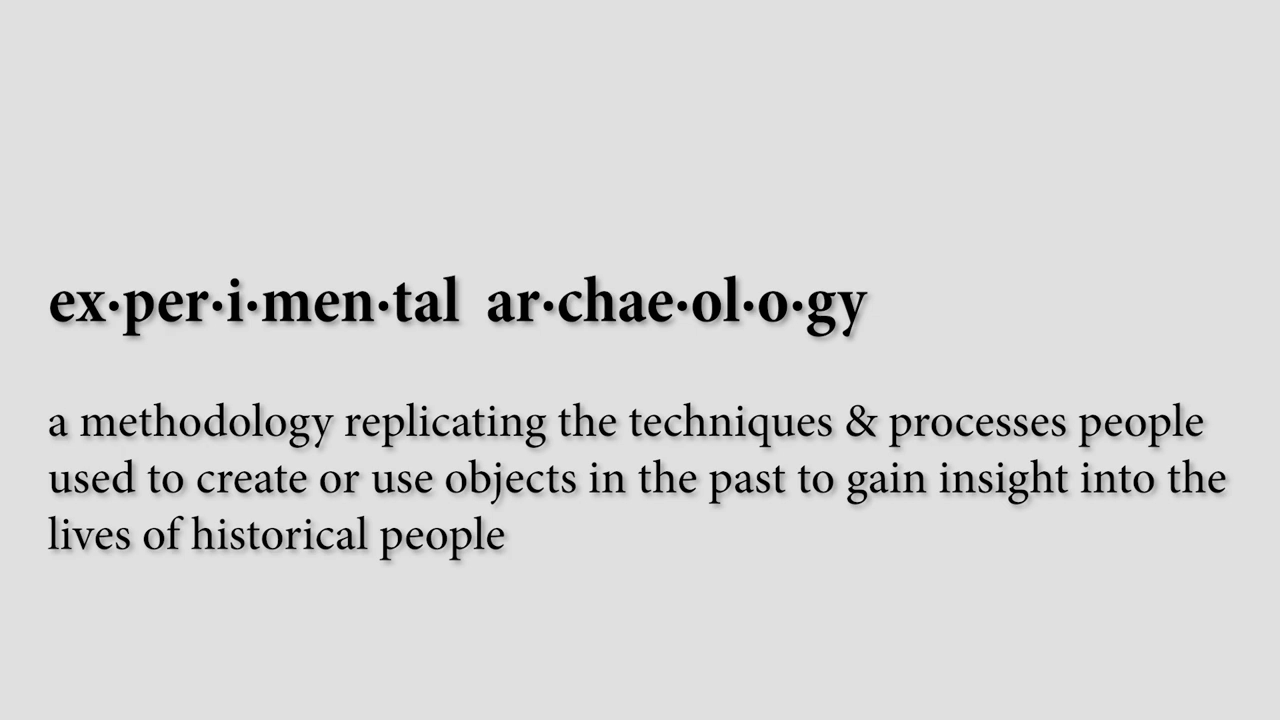 ex·per·i·men·tal ar·chae·ol·o·gy
a methodology replicating the techniques & processes people
used to create or use objects in the past to gain insight into the
lives of historical people